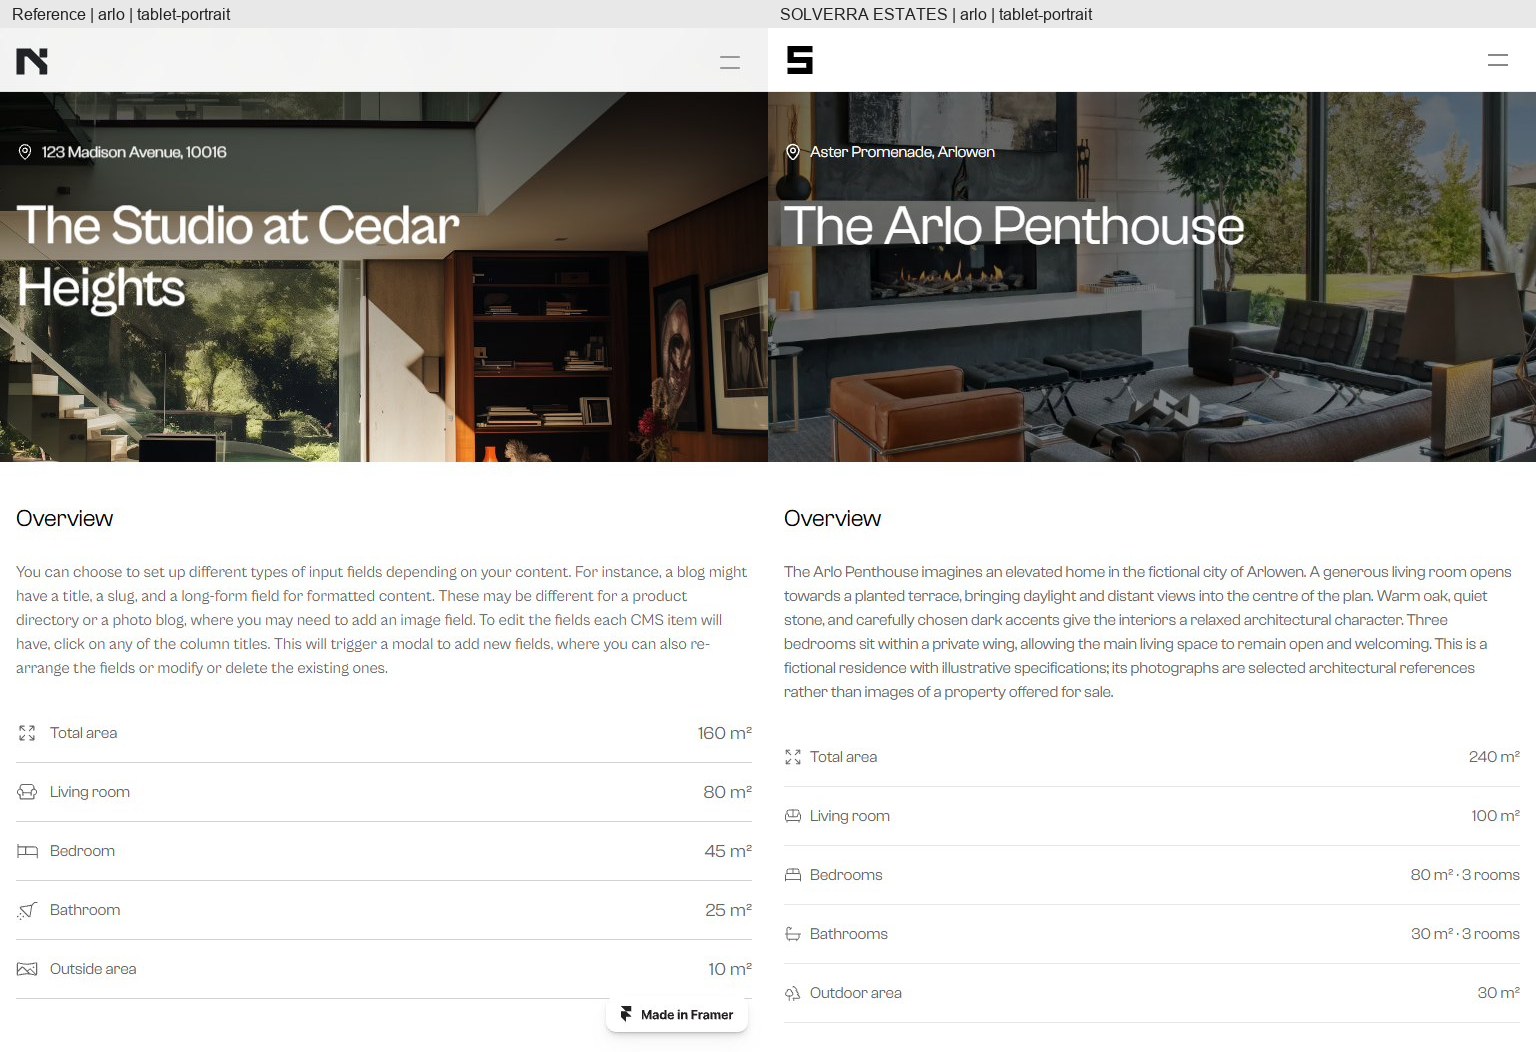 Reference | arlo | tablet-portrait
123 Madison Avenue, 10016
The Studio at Cedar
Heights
Overview
You can choose to set up different types of input fields depending on your content. For instance, a blog might
have a title, a slug, and a long-form field for formatted content. These may be different for a product
directory or a photo blog, where you may need to add an image field. To edit the fields each CMS item will
have, click on any of the column titles. This will trigger a modal to add new fields, where you can also re-
arrange the fields or modify or delete the existing ones.
Total area 160 m²
Living room 80 m²
Bedroom 45 m²
Bathroom 25 m²
Outside area 10 m²
Made in Framer
SOLVERRA ESTATES | arlo | tablet-portrait
S
Aster Promenade, Arlowen
The Arlo Penthouse
Overview
The Arlo Penthouse imagines an elevated home in the fictional city of Arlowen. A generous living room opens
towards a planted terrace, bringing daylight and distant views into the centre of the plan. Warm oak, quiet
stone, and carefully chosen dark accents give the interiors a relaxed architectural character. Three
bedrooms sit within a private wing, allowing the main living space to remain open and welcoming. This is a
fictional residence with illustrative specifications; its photographs are selected architectural references
rather than images of a property offered for sale.
Total area 240 m²
Living room 100 m²
Bedrooms 80 m² · 3 rooms
Bathrooms 30 m² · 3 rooms
Outdoor area 30 m²